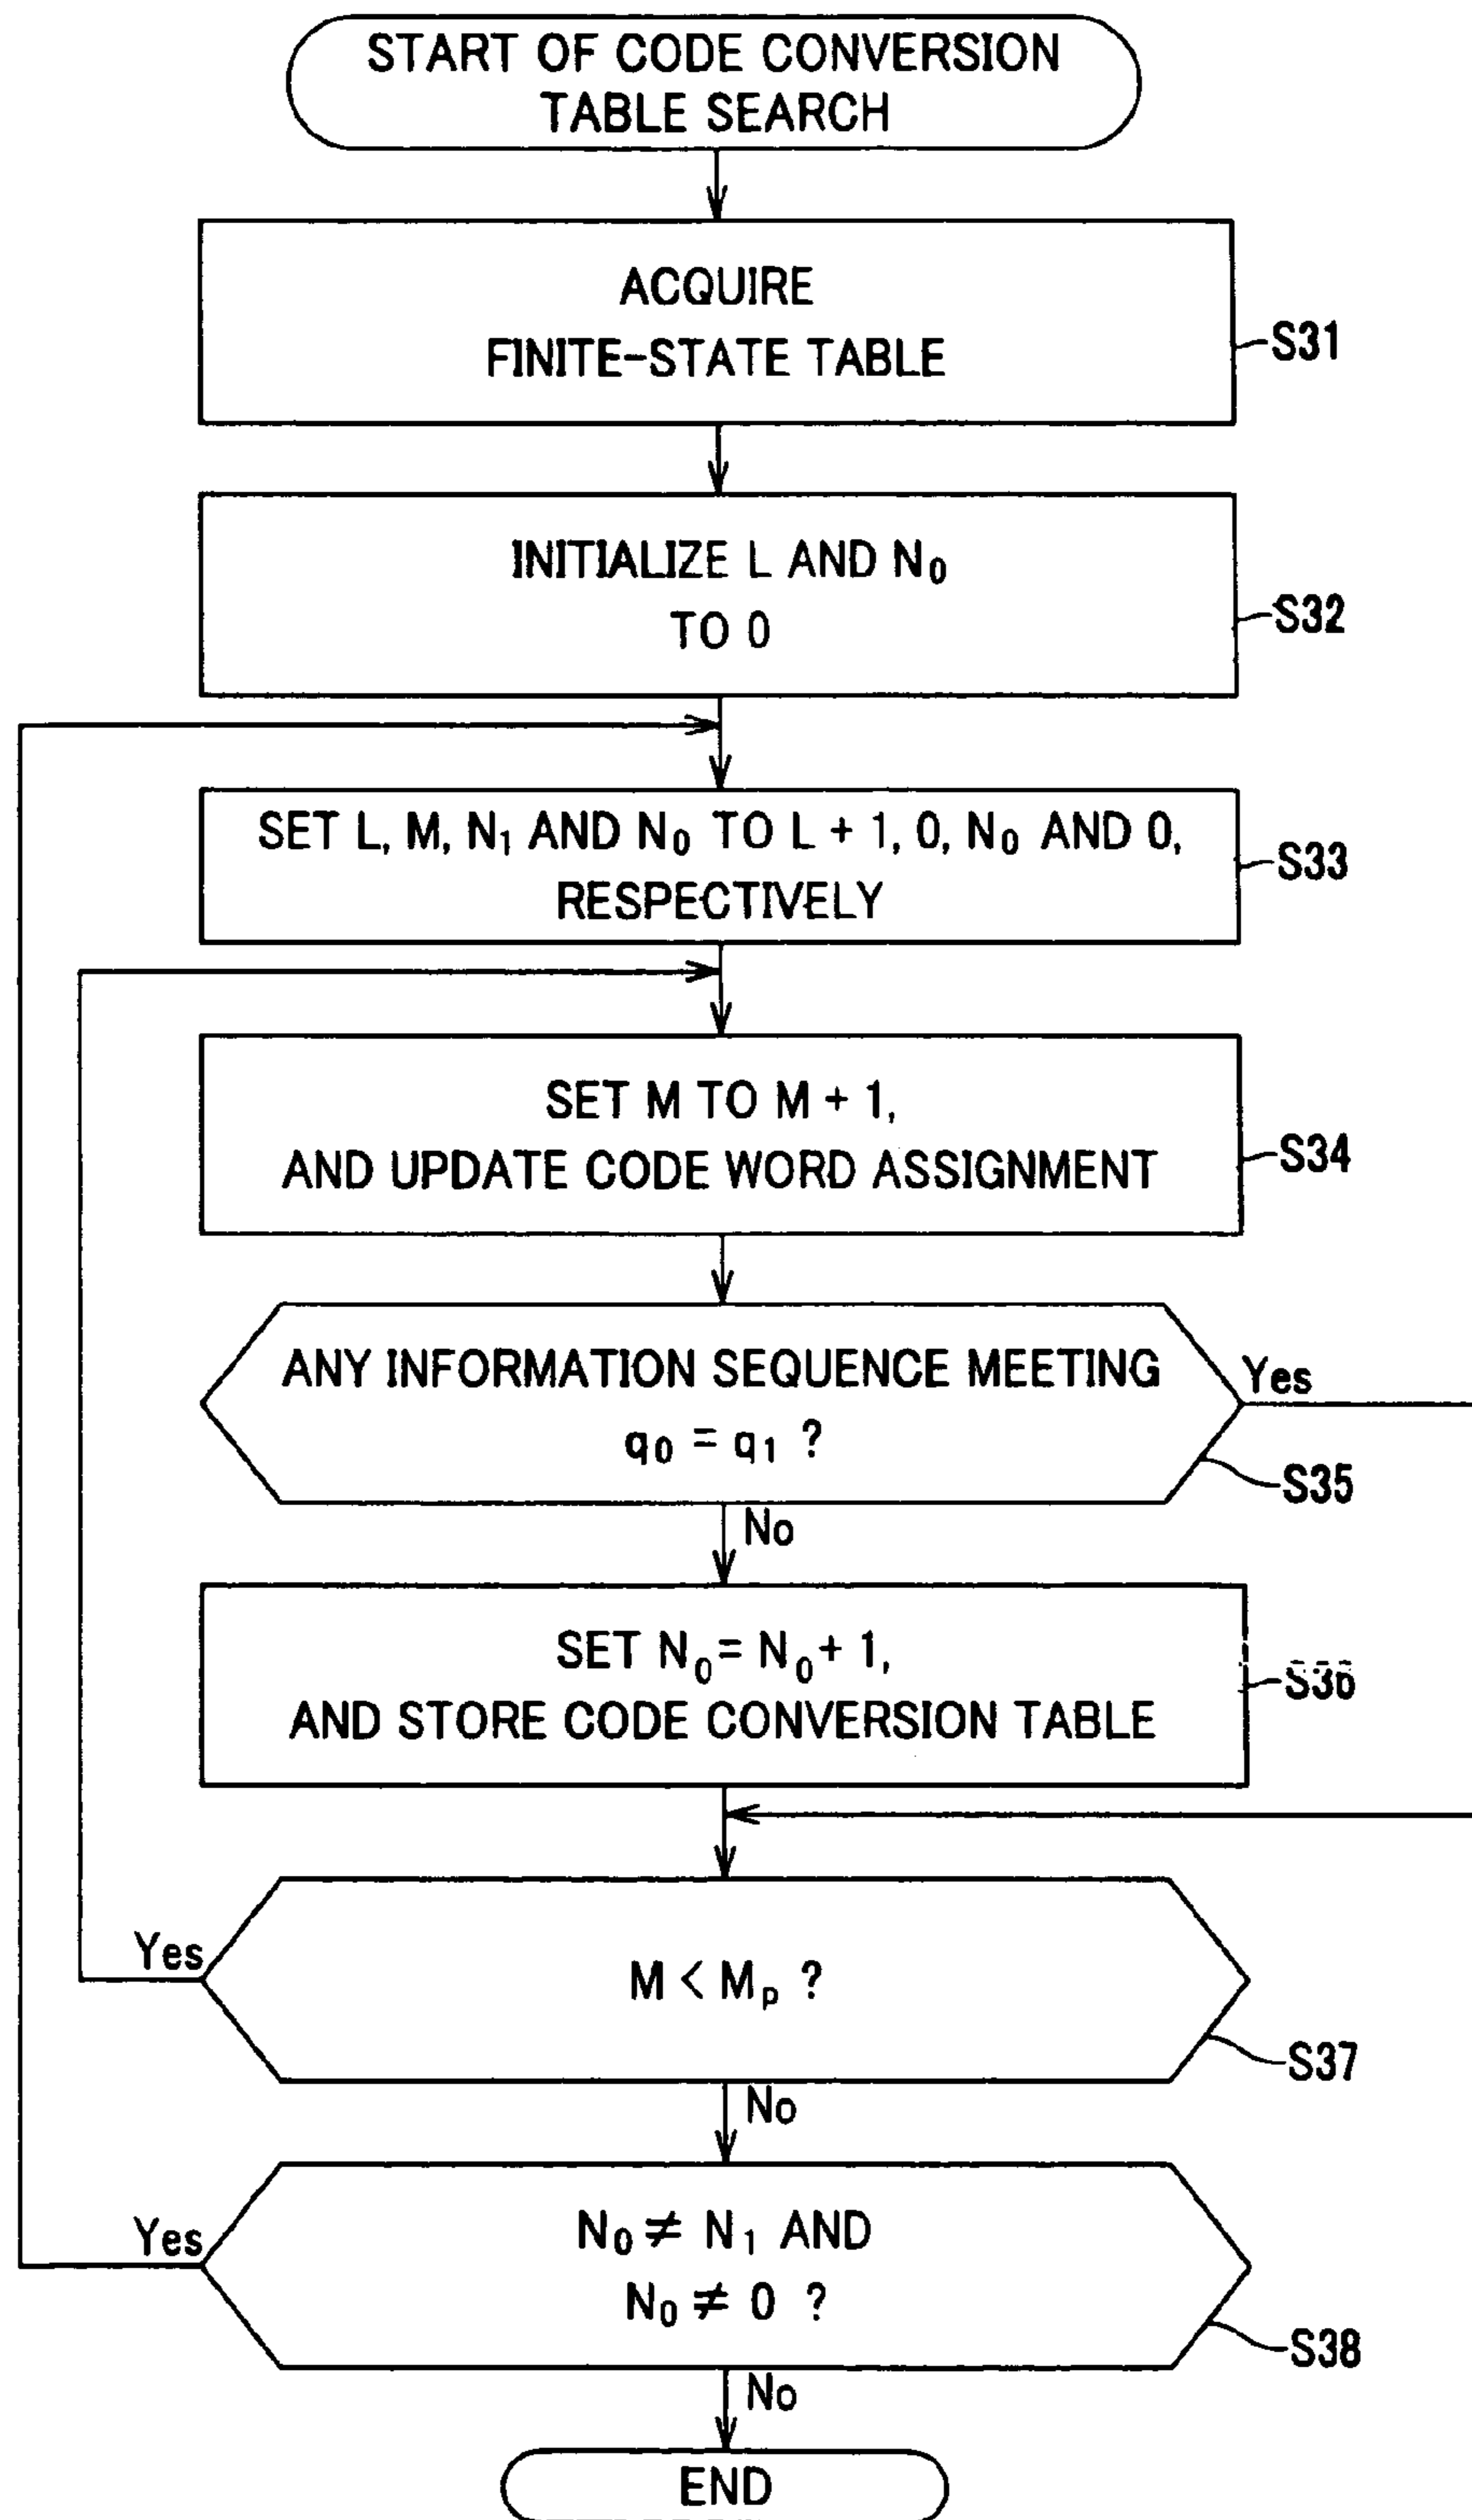 START OF CODE CONVERSION
TABLE SEARCH
ACQUIRE
FINITE-STATE TABLE
S31
INITIALIZE L AND N₀
TO 0
S32
SET L, M, N₁ AND N₀ TO L + 1, 0, N₀ AND 0,
RESPECTIVELY
S33
SET M TO M + 1,
AND UPDATE CODE WORD ASSIGNMENT
S34
ANY INFORMATION SEQUENCE MEETING
q₀ = q₁ ?
Yes
S35
No
SET N₀ = N₀ + 1,
AND STORE CODE CONVERSION TABLE
S36
Yes
M < Mₚ ?
S37
No
Yes
N₀ ≠ N₁ AND
N₀ ≠ 0 ?
S38
No
END